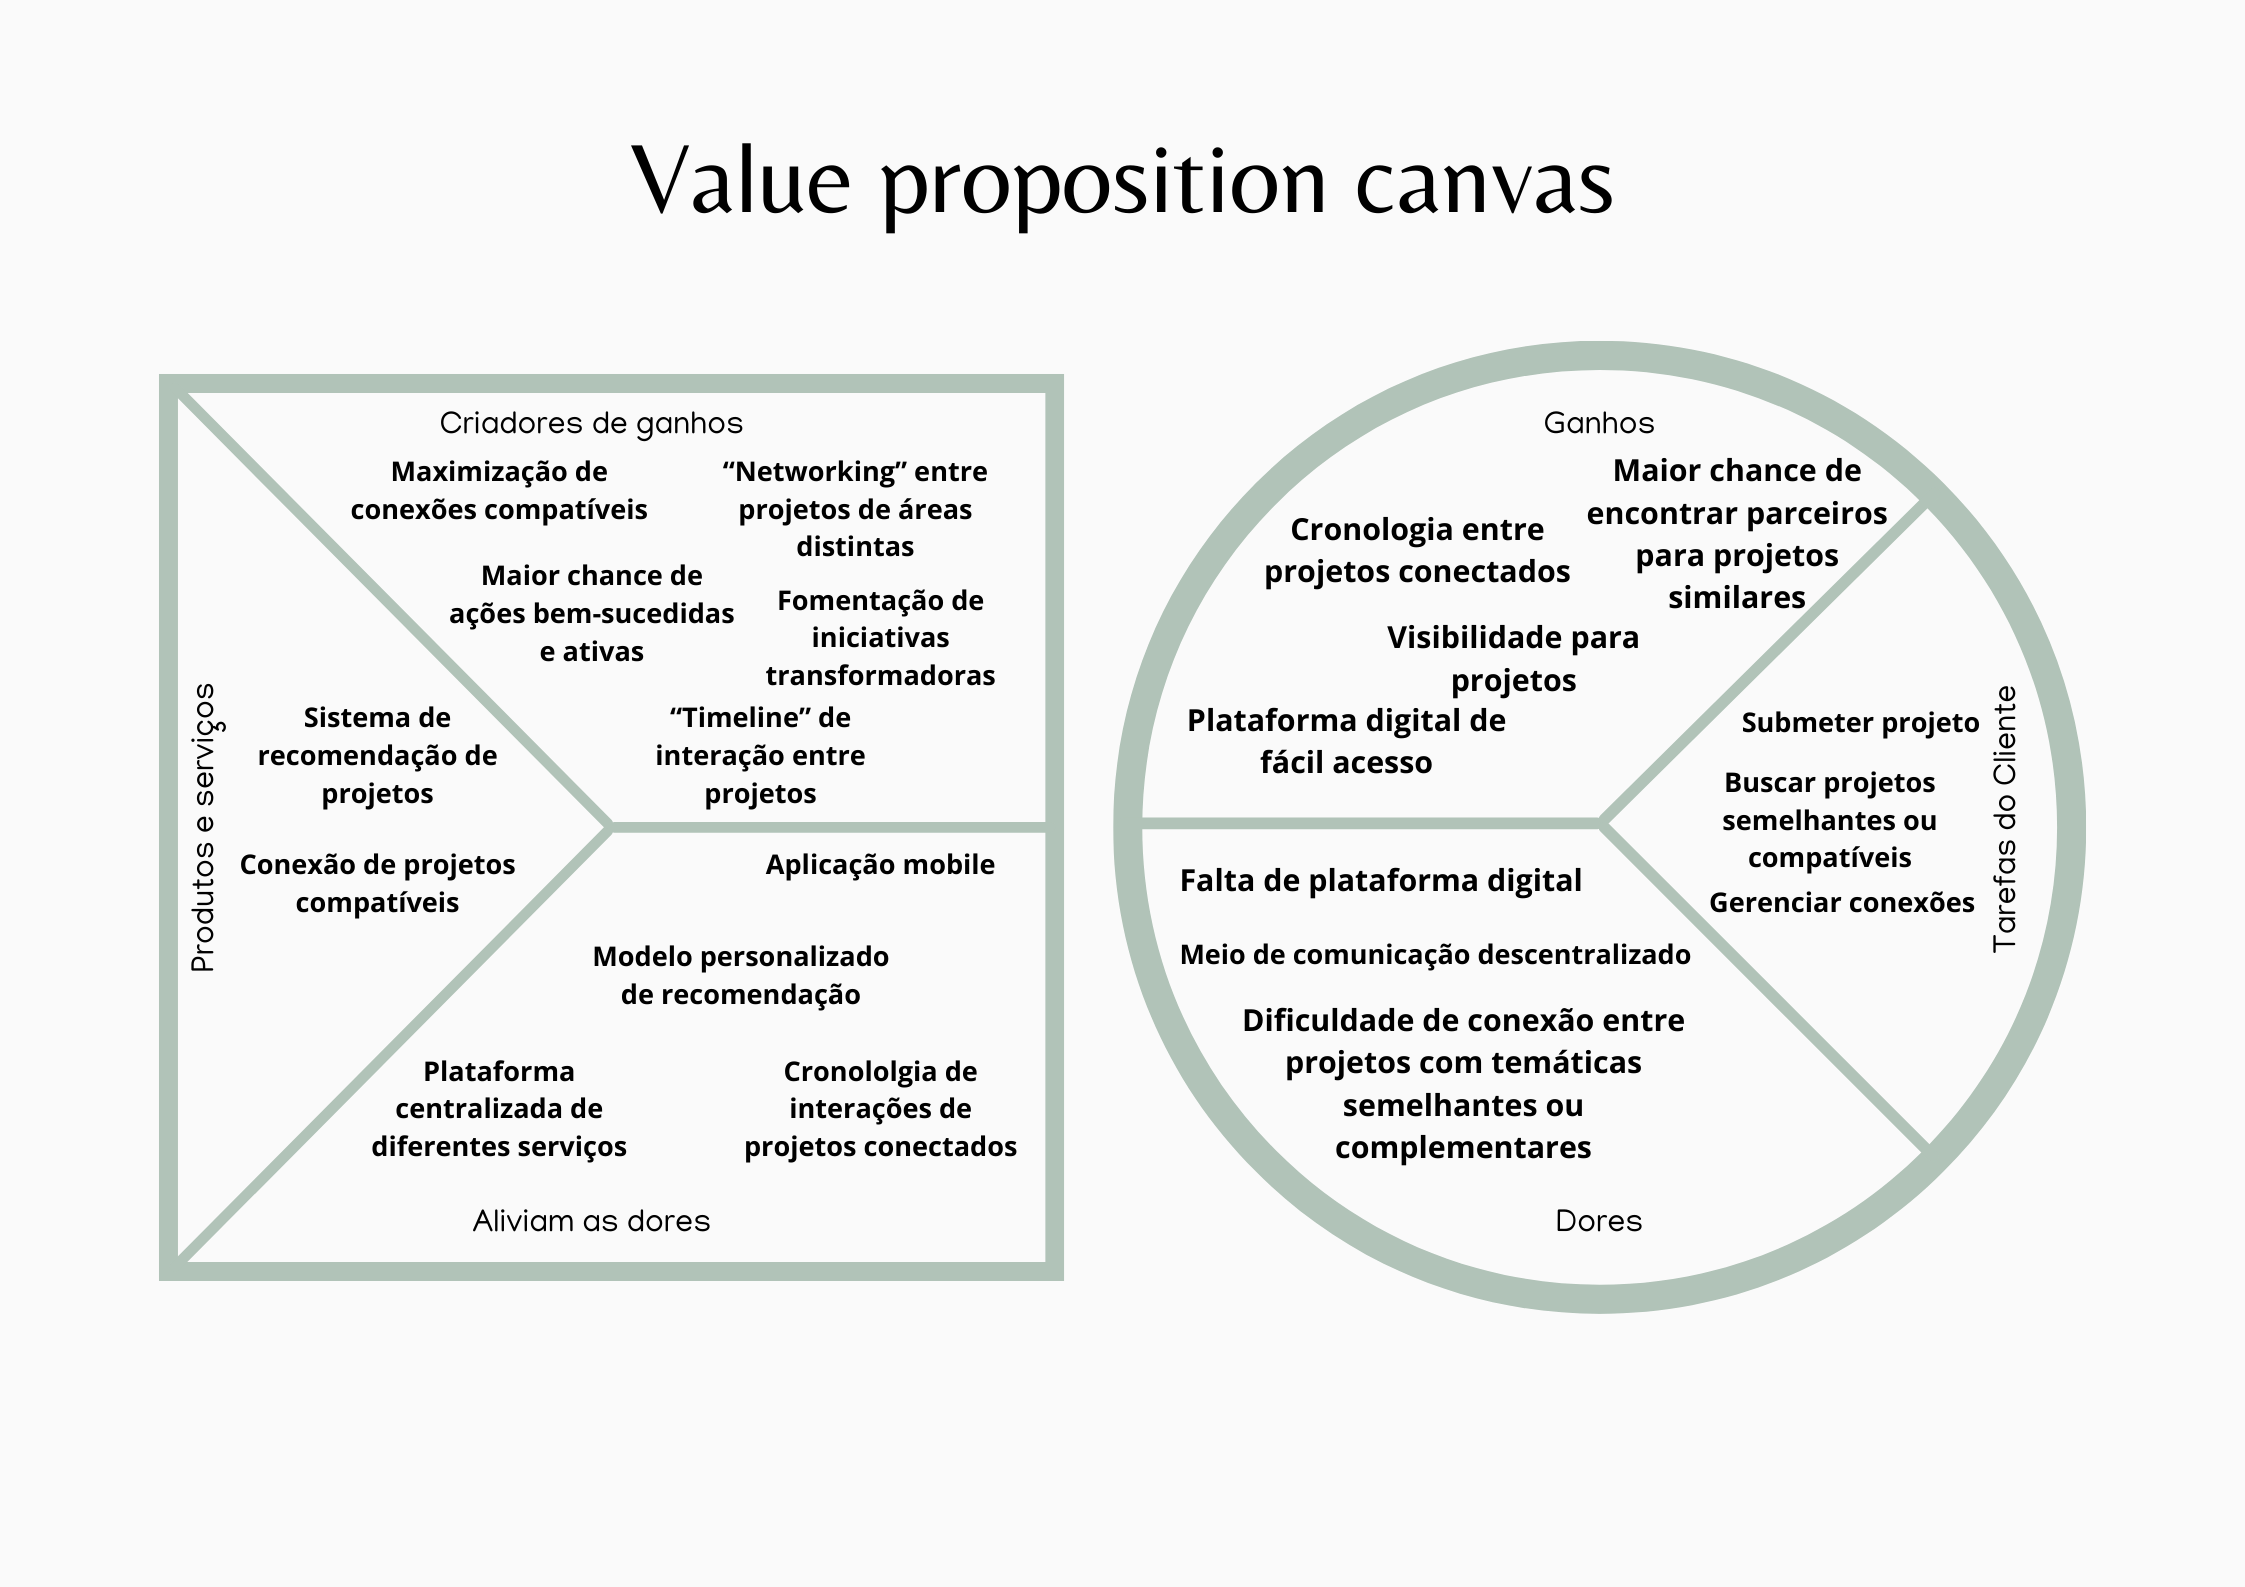 Value proposition canvas
Criadores de ganhos
Maximização de
conexões compatíveis
“Networking” entre
projetos de áreas
distintas
Maior chance de
ações bem-sucedidas
e ativas
Fomentação de
iniciativas
transformadoras
“Timeline” de
interação entre
projetos
Produtos e serviços
Sistema de
recomendação de
projetos
Conexão de projetos
compatíveis
Aplicação mobile
Modelo personalizado
de recomendação
Plataforma
centralizada de
diferentes serviços
Cronololgia de
interações de
projetos conectados
Aliviam as dores
Ganhos
Maior chance de
encontrar parceiros
para projetos
similares
Cronologia entre
projetos conectados
Visibilidade para
projetos
Plataforma digital de
fácil acesso
Submeter projeto
Buscar projetos
semelhantes ou
compatíveis
Gerenciar conexões
Tarefas do Cliente
Falta de plataforma digital
Meio de comunicação descentralizado
Dificuldade de conexão entre
projetos com temáticas
semelhantes ou
complementares
Dores